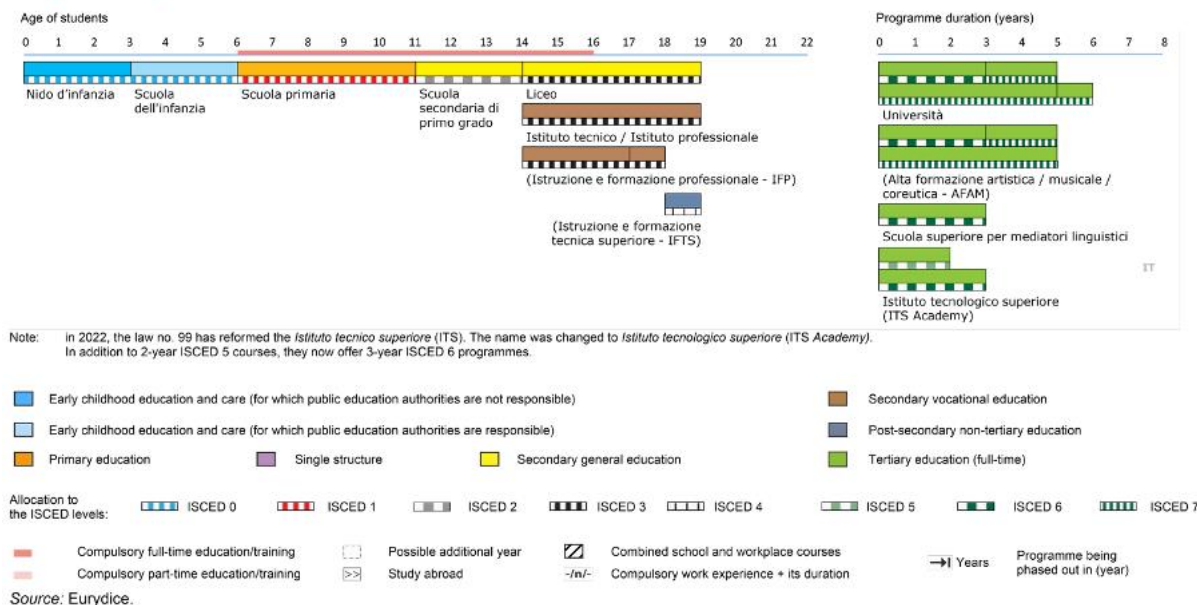 Age of students
Programme duration (years)
0 1 2 3 4 5 6 7 8 9 10 11 12 13 14 15 16 17 18 19 20 21 22
0 1 2 3 4 5 6 7 8
Nido d'infanzia
Scuola
dell'infanzia
Scuola primaria
Scuola
secondaria di
primo grado
Liceo
Istituto tecnico / Istituto professionale
(Istruzione e formazione professionale - IFP)
(Istruzione e formazione
tecnica superiore - IFTS)
Università
(Alta formazione artistica / musicale /
coreutica - AFAM)
Scuola superiore per mediatori linguistici
IT
Istituto tecnologico superiore
(ITS Academy)
Note: in 2022, the law no. 99 has reformed the Istituto tecnico superiore (ITS). The name was changed to Istituto tecnologico superiore (ITS Academy).
In addition to 2-year ISCED 5 courses, they now offer 3-year ISCED 6 programmes.
Early childhood education and care (for which public education authorities are not responsible)
Secondary vocational education
Early childhood education and care (for which public education authorities are responsible)
Post-secondary non-tertiary education
Primary education
Single structure
Secondary general education
Tertiary education (full-time)
Allocation to
the ISCED levels:
ISCED 0
ISCED 1
ISCED 2
ISCED 3
ISCED 4
ISCED 5
ISCED 6
ISCED 7
Compulsory full-time education/training
Possible additional year
Combined school and workplace courses
Years
Programme being
phased out in (year)
Compulsory part-time education/training
>> Study abroad
-/n/- Compulsory work experience + its duration
Source: Eurydice.